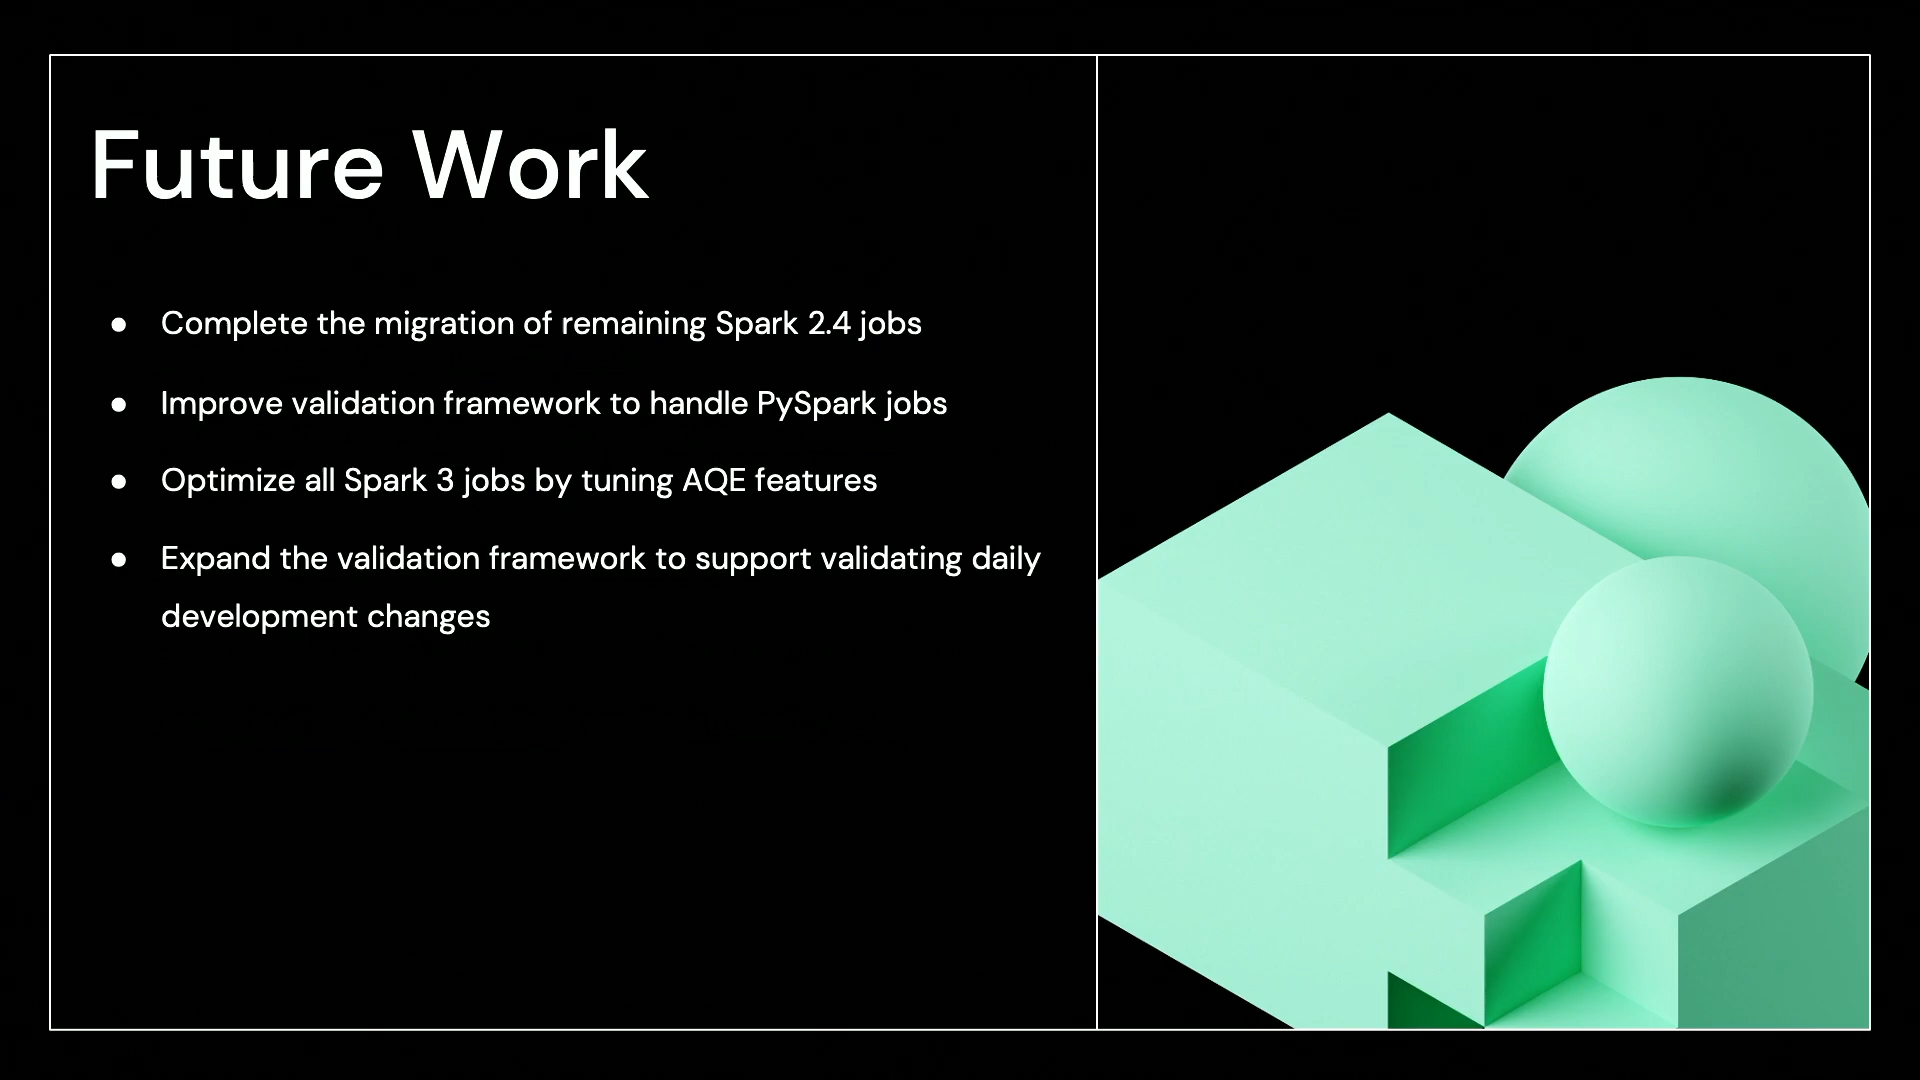 Future Work
● Complete the migration of remaining Spark 2.4 jobs
● Improve validation framework to handle PySpark jobs
● Optimize all Spark 3 jobs by tuning AQE features
● Expand the validation framework to support validating daily
development changes